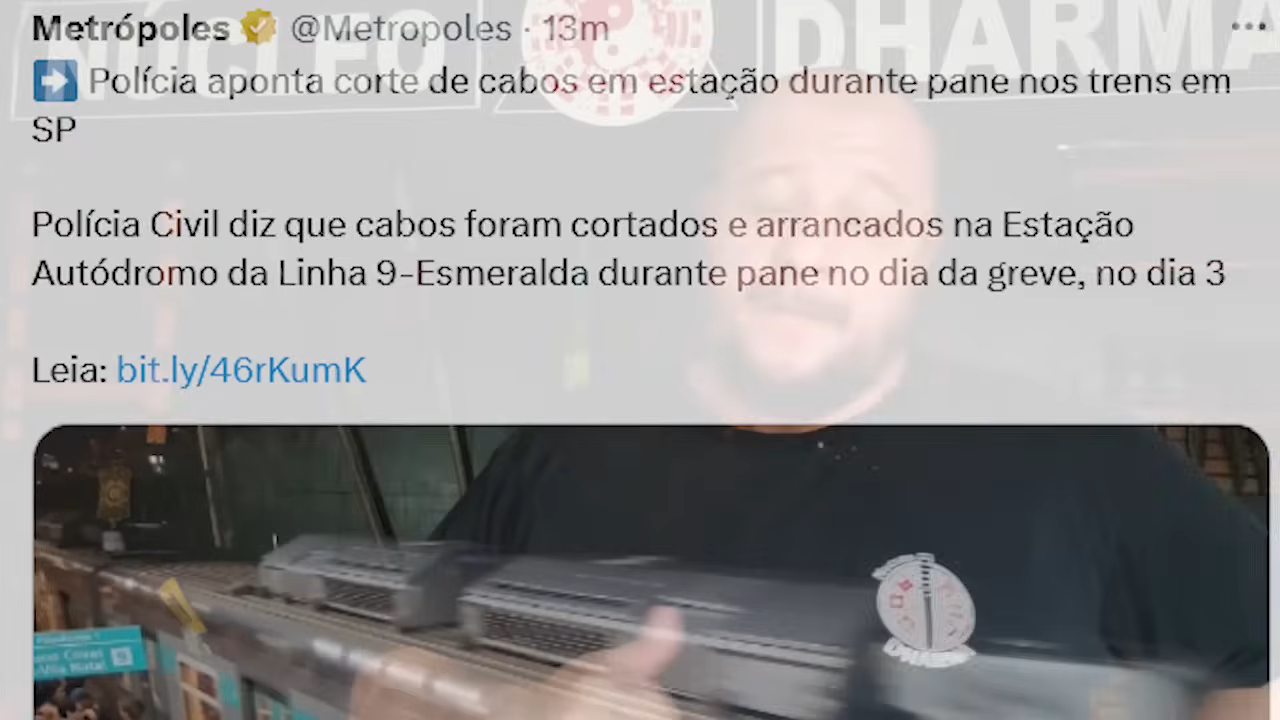 Metrópoles @Metropoles · 13m
NÚCLEO DHARMA
➡ Polícia aponta corte de cabos em estação durante pane nos trens em
SP
Polícia Civil diz que cabos foram cortados e arrancados na Estação
Autódromo da Linha 9-Esmeralda durante pane no dia da greve, no dia 3
Leia: bit.ly/46rKumK
DHARMA